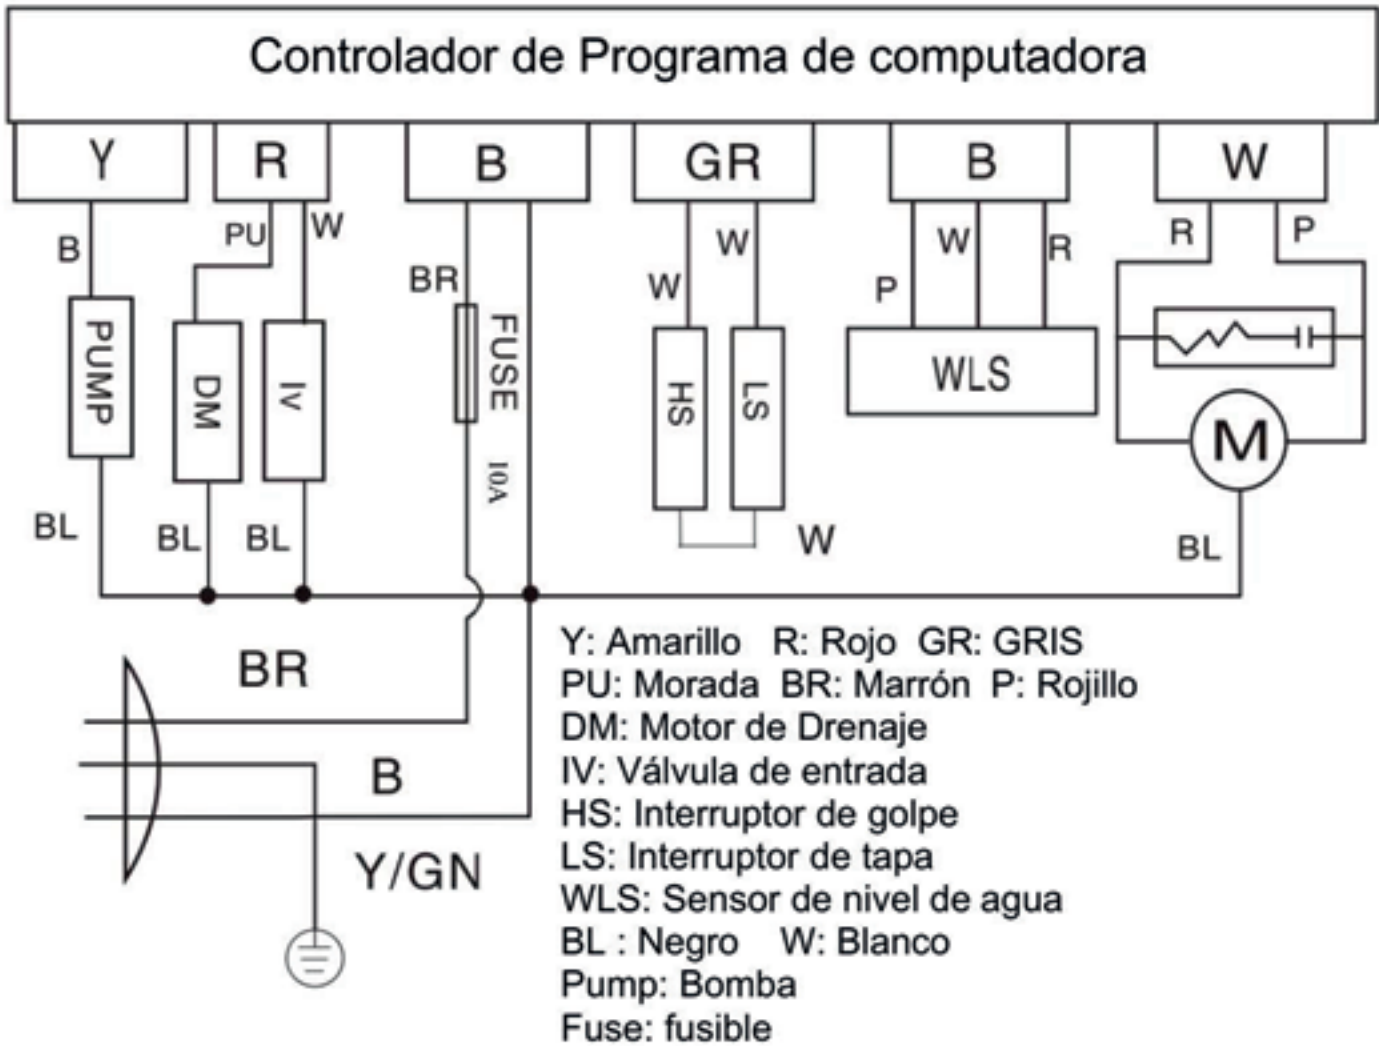 Controlador de Programa de computadora
Y R B GR B W
PU W W W R R P
B BR W P
PUMP DM IV FUSE HS LS WLS M
10A
BL BL BL W BL
BR
B
Y/GN
Y: Amarillo R: Rojo GR: GRIS
PU: Morada BR: Marrón P: Rojillo
DM: Motor de Drenaje
IV: Válvula de entrada
HS: Interruptor de golpe
LS: Interruptor de tapa
WLS: Sensor de nivel de agua
BL : Negro W: Blanco
Pump: Bomba
Fuse: fusible